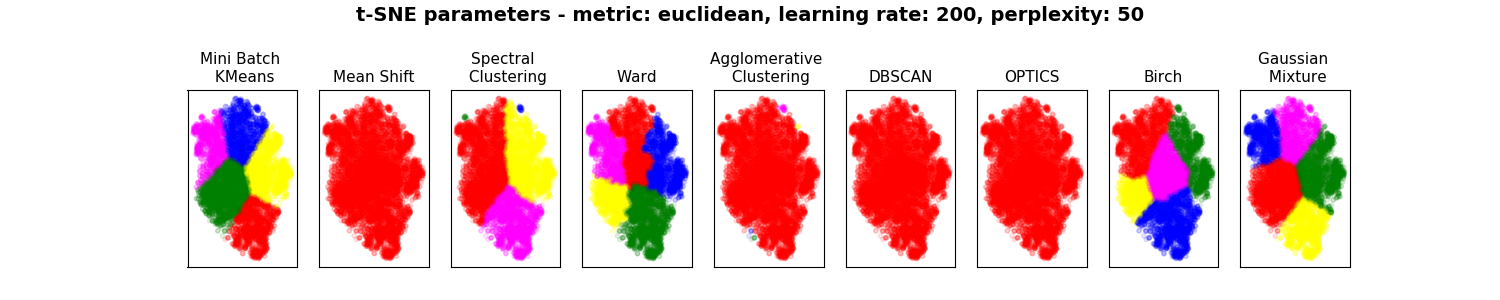 t-SNE parameters - metric: euclidean, learning rate: 200, perplexity: 50
Mini Batch
KMeans
Mean Shift
Spectral
Clustering
Ward
Agglomerative
Clustering
DBSCAN
OPTICS
Birch
Gaussian
Mixture